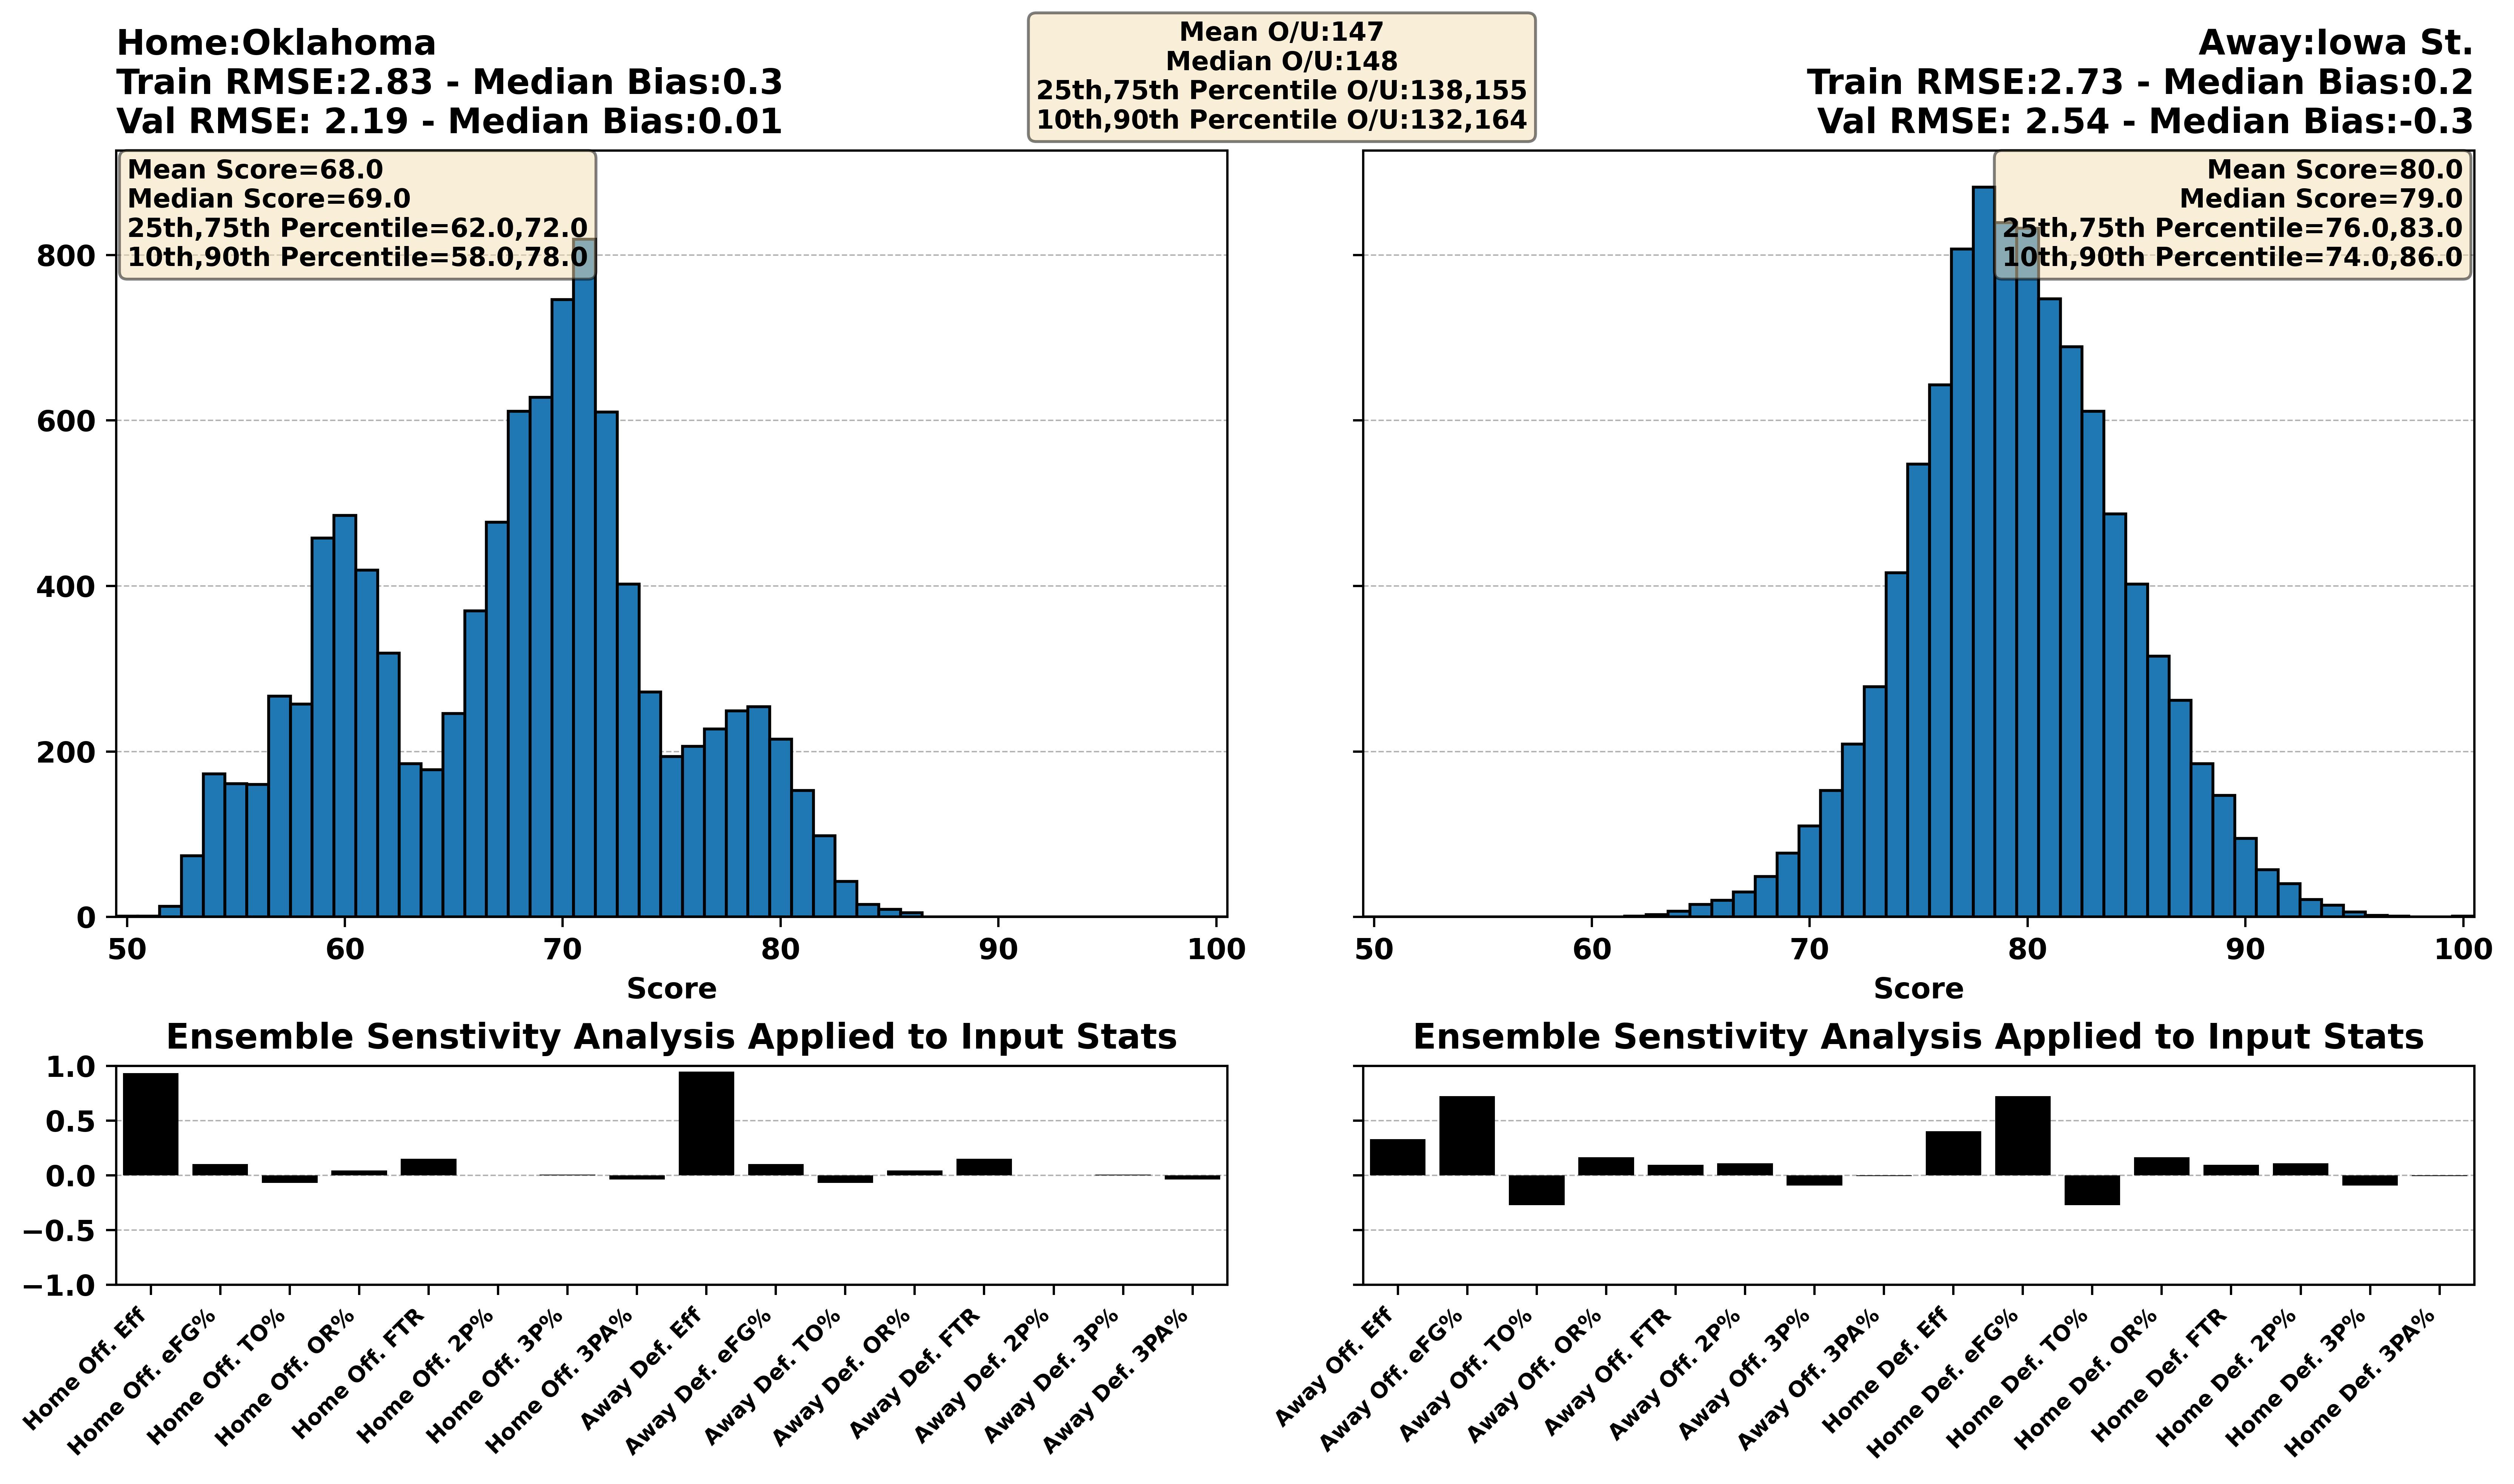 Home:Oklahoma
Train RMSE:2.83 - Median Bias:0.3
Val RMSE: 2.19 - Median Bias:0.01
Mean O/U:147
Median O/U:148
25th,75th Percentile O/U:138,155
10th,90th Percentile O/U:132,164
Away:Iowa St.
Train RMSE:2.73 - Median Bias:0.2
Val RMSE: 2.54 - Median Bias:-0.3
Mean Score=68.0
Median Score=69.0
25th,75th Percentile=62.0,72.0
10th,90th Percentile=58.0,78.0
800
600
400
200
0
50 60 70 80 90 100
Score
Mean Score=80.0
Median Score=79.0
25th,75th Percentile=76.0,83.0
10th,90th Percentile=74.0,86.0
50 60 70 80 90 100
Score
Ensemble Senstivity Analysis Applied to Input Stats
1.0
0.5
0.0
−0.5
−1.0
Home Off. Eff
Home Off. eFG%
Home Off. TO%
Home Off. OR%
Home Off. FTR
Home Off. 2P%
Home Off. 3P%
Home Off. 3PA%
Away Def. Eff
Away Def. eFG%
Away Def. TO%
Away Def. OR%
Away Def. FTR
Away Def. 2P%
Away Def. 3P%
Away Def. 3PA%
Ensemble Senstivity Analysis Applied to Input Stats
Away Off. Eff
Away Off. eFG%
Away Off. TO%
Away Off. OR%
Away Off. FTR
Away Off. 2P%
Away Off. 3P%
Away Off. 3PA%
Home Def. Eff
Home Def. eFG%
Home Def. TO%
Home Def. OR%
Home Def. FTR
Home Def. 2P%
Home Def. 3P%
Home Def. 3PA%